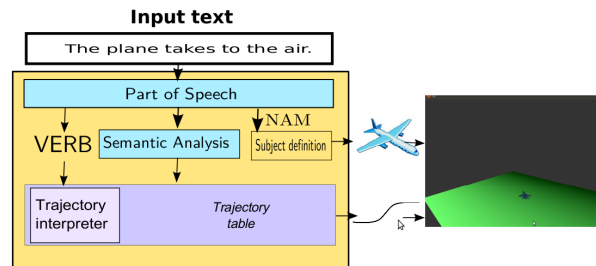 Input text
The plane takes to the air.
Part of Speech
NAM
VERB
Semantic Analysis
Subject definition
Trajectory
interpreter
Trajectory
table